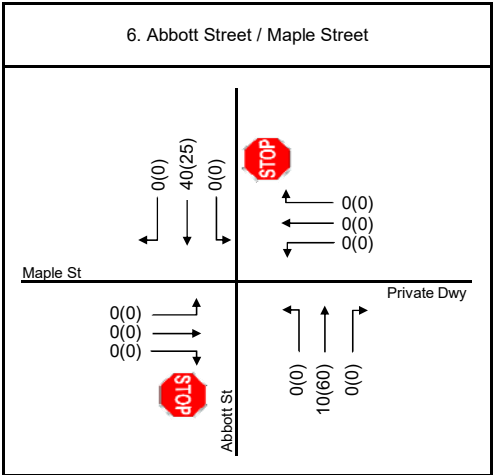 6. Abbott Street / Maple Street
0(0)
40(25)
0(0)
STOP
0(0)
0(0)
0(0)
Maple St
Private Dwy
0(0)
0(0)
0(0)
STOP
Abbott St
0(0)
10(60)
0(0)